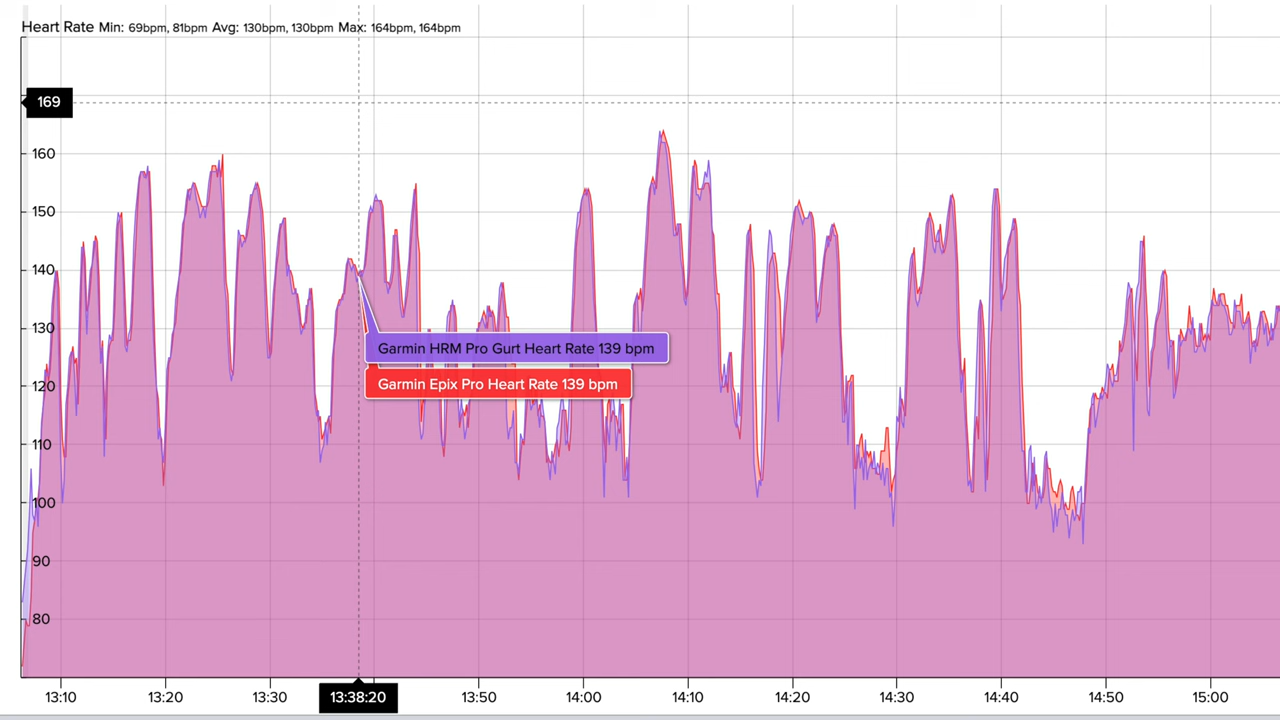 Heart Rate Min: 69bpm, 81bpm Avg: 130bpm, 130bpm Max: 164bpm, 164bpm
169
160
150
140
130
Garmin HRM Pro Gurt Heart Rate 139 bpm
Garmin Epix Pro Heart Rate 139 bpm
120
110
100
90
80
13:10 13:20 13:30 13:38:20 13:50 14:00 14:10 14:20 14:30 14:40 14:50 15:00